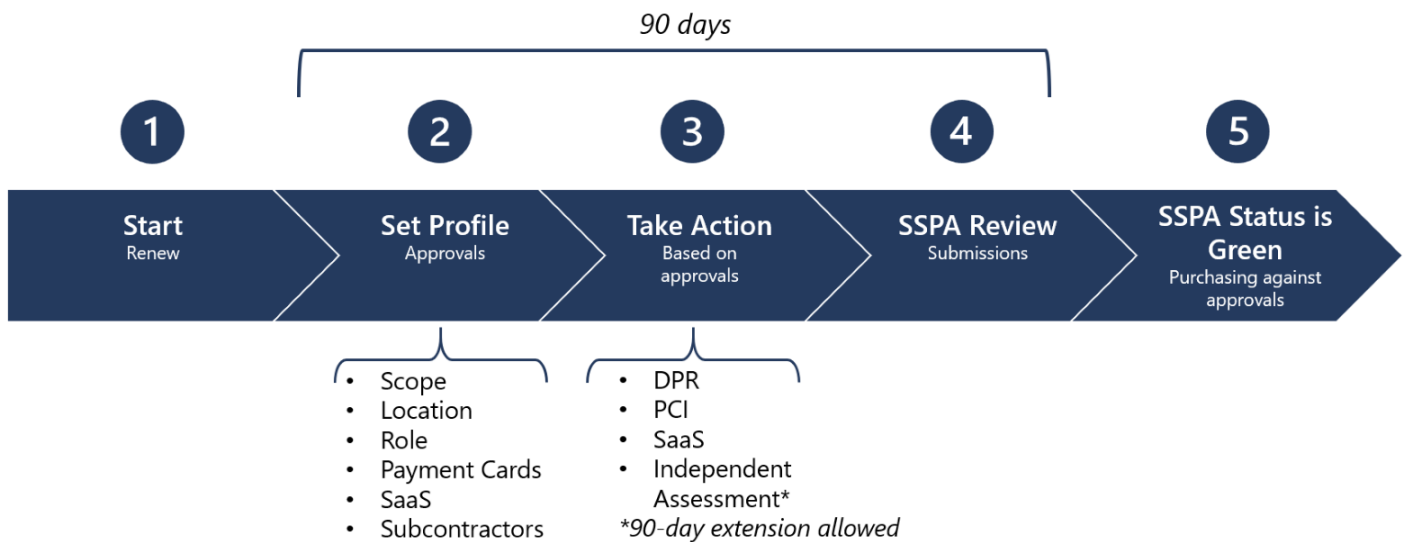 90 days
1
2
3
4
5
Start
Renew
Set Profile
Approvals
Take Action
Based on
approvals
SSPA Review
Submissions
SSPA Status is
Green
Purchasing against
approvals
• Scope
• Location
• Role
• Payment Cards
• SaaS
• Subcontractors
• DPR
• PCI
• SaaS
• Independent
Assessment*
*90-day extension allowed